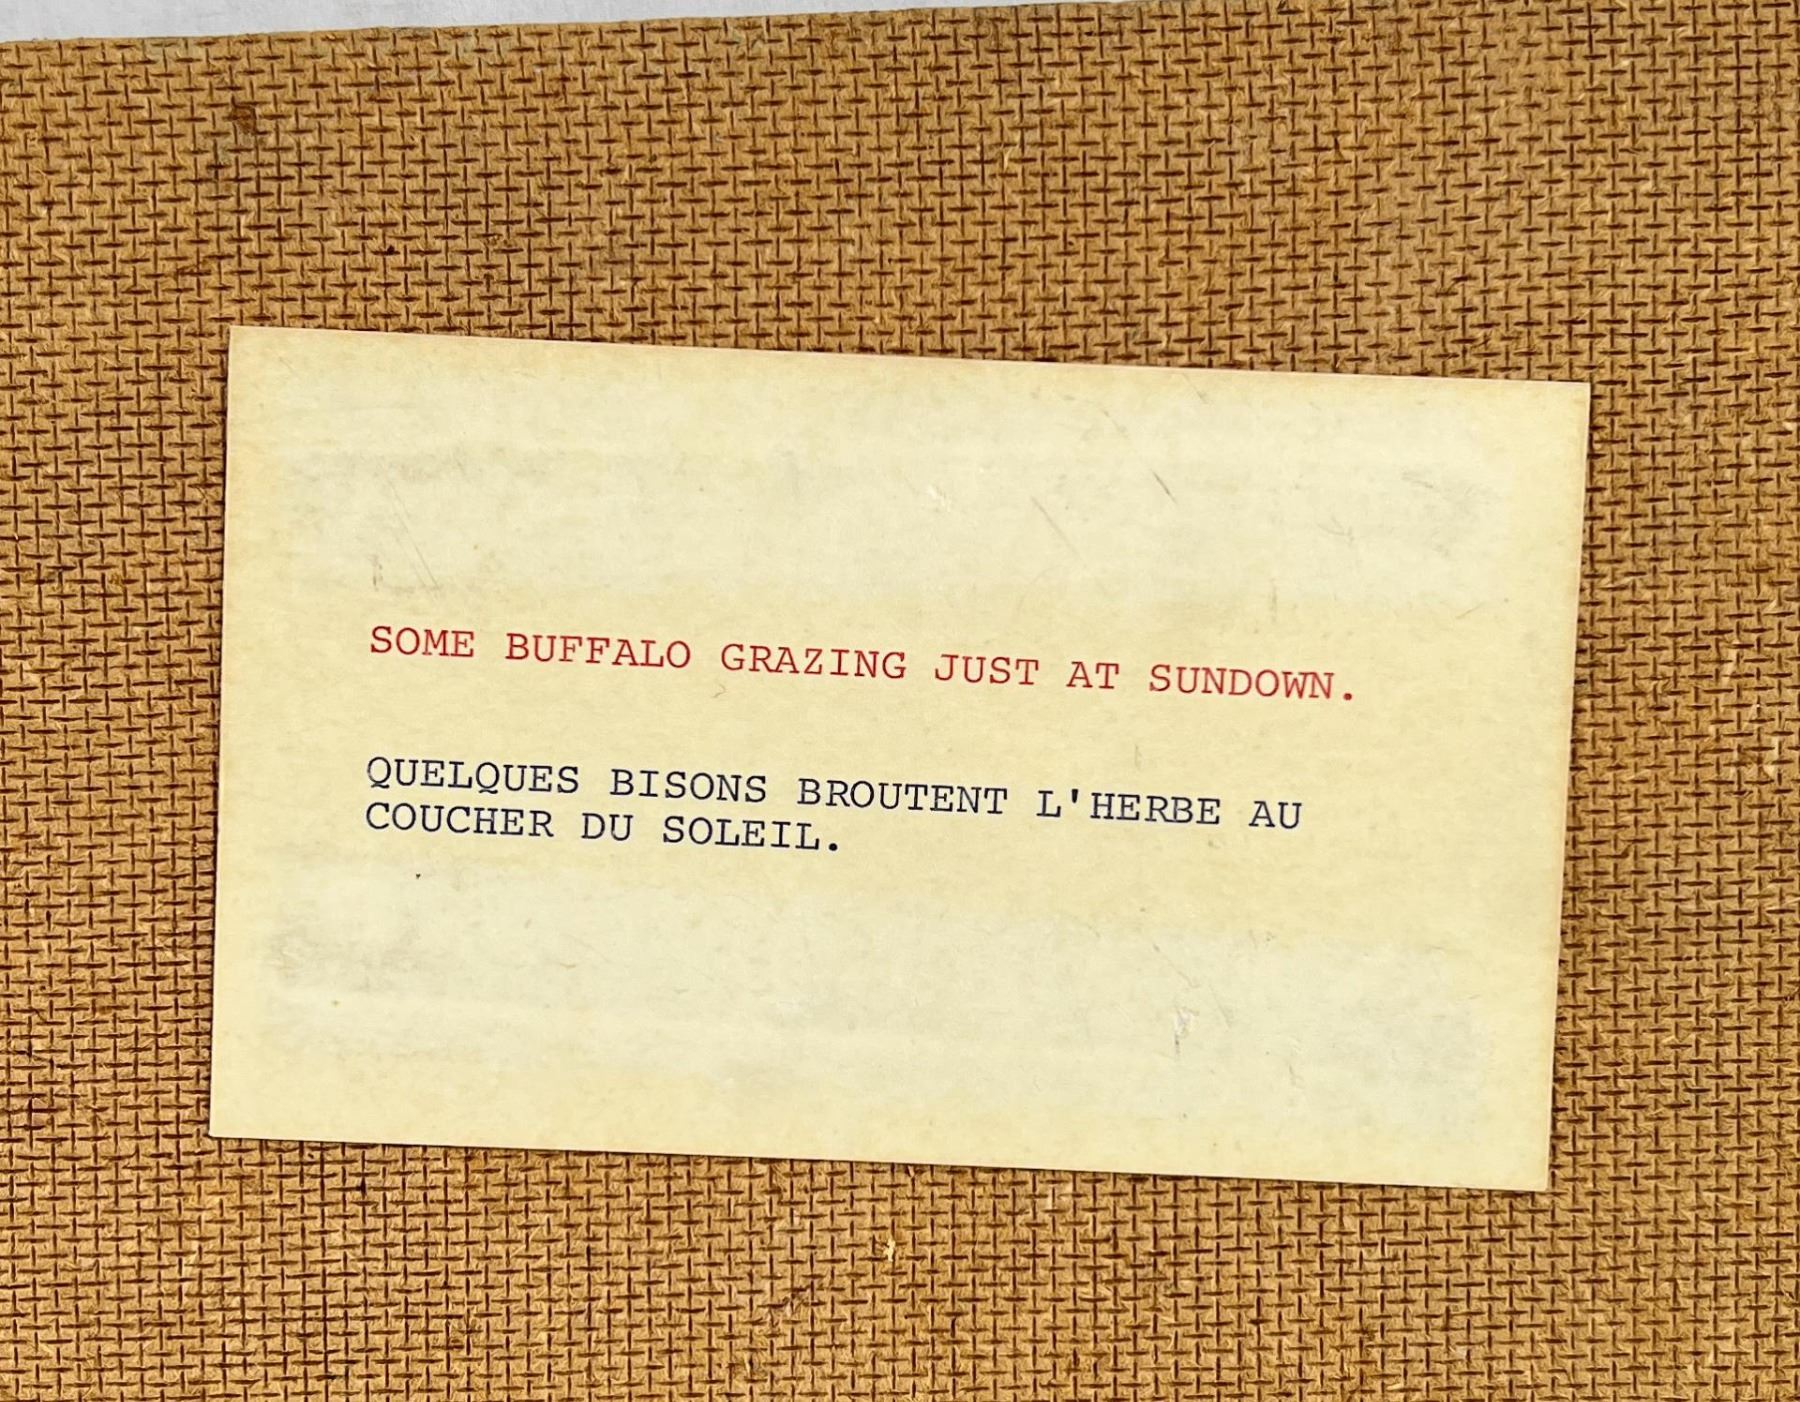 SOME BUFFALO GRAZING JUST AT SUNDOWN.
QUELQUES BISONS BROUTENT L'HERBE AU
COUCHER DU SOLEIL.